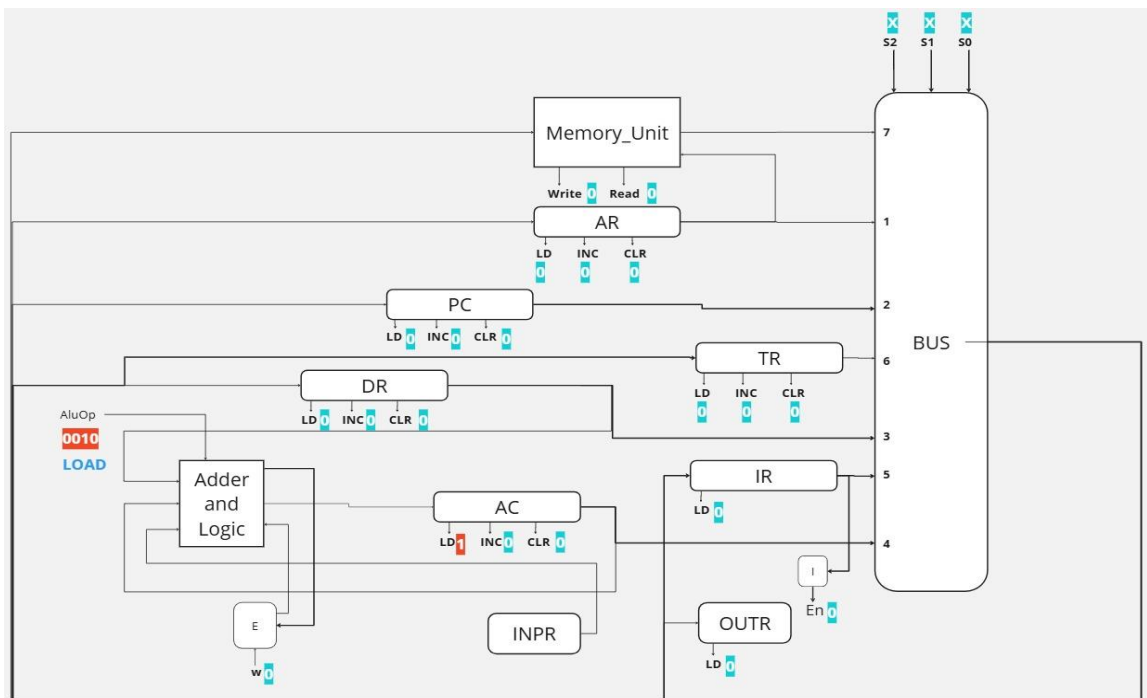 X X X
S2 S1 S0
Memory_Unit
7
Write 0 Read 0
AR
1
LD INC CLR
0 0 0
PC
2
LD 0 INC 0 CLR 0
BUS
TR
6
DR
LD INC CLR
0 0 0
AluOp
LD 0 INC 0 CLR 0
0010
3
LOAD
Adder
and
Logic
IR
5
AC
LD 0
LD 1 INC 0 CLR 0
4
I
En 0
E
INPR
OUTR
w 0
LD 0